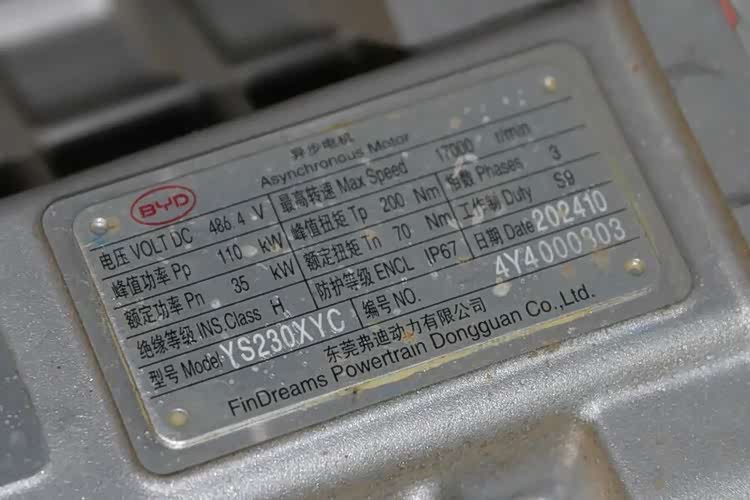 异步电机
Asynchronous Motor
BYD
电压 VOLT DC 486.4 V 最高转速 Max Speed 17000 r/min
峰值功率 Pp 110 kW 峰值扭矩 Tp 200 Nm 相数 Phases 3
额定功率 Pn 35 kW 额定扭矩 Tn 70 Nm 工作制 Duty S9
绝缘等级 INS.Class H 防护等级 ENCL IP67 日期 Date 202410
型号 Model YS230XYC 编号 NO. 4Y4000303
东莞弗迪动力有限公司
FinDreams Powertrain Dongguan Co.,Ltd.